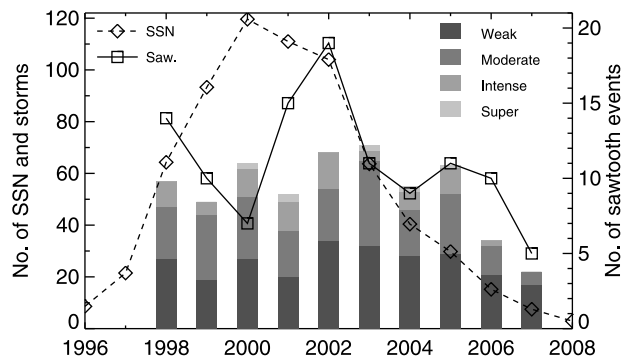 SSN
Saw.
Weak
Moderate
Intense
Super
No. of SSN and storms
120
100
80
60
40
20
0
No. of sawtooth events
20
15
10
5
0
1996 1998 2000 2002 2004 2006 2008